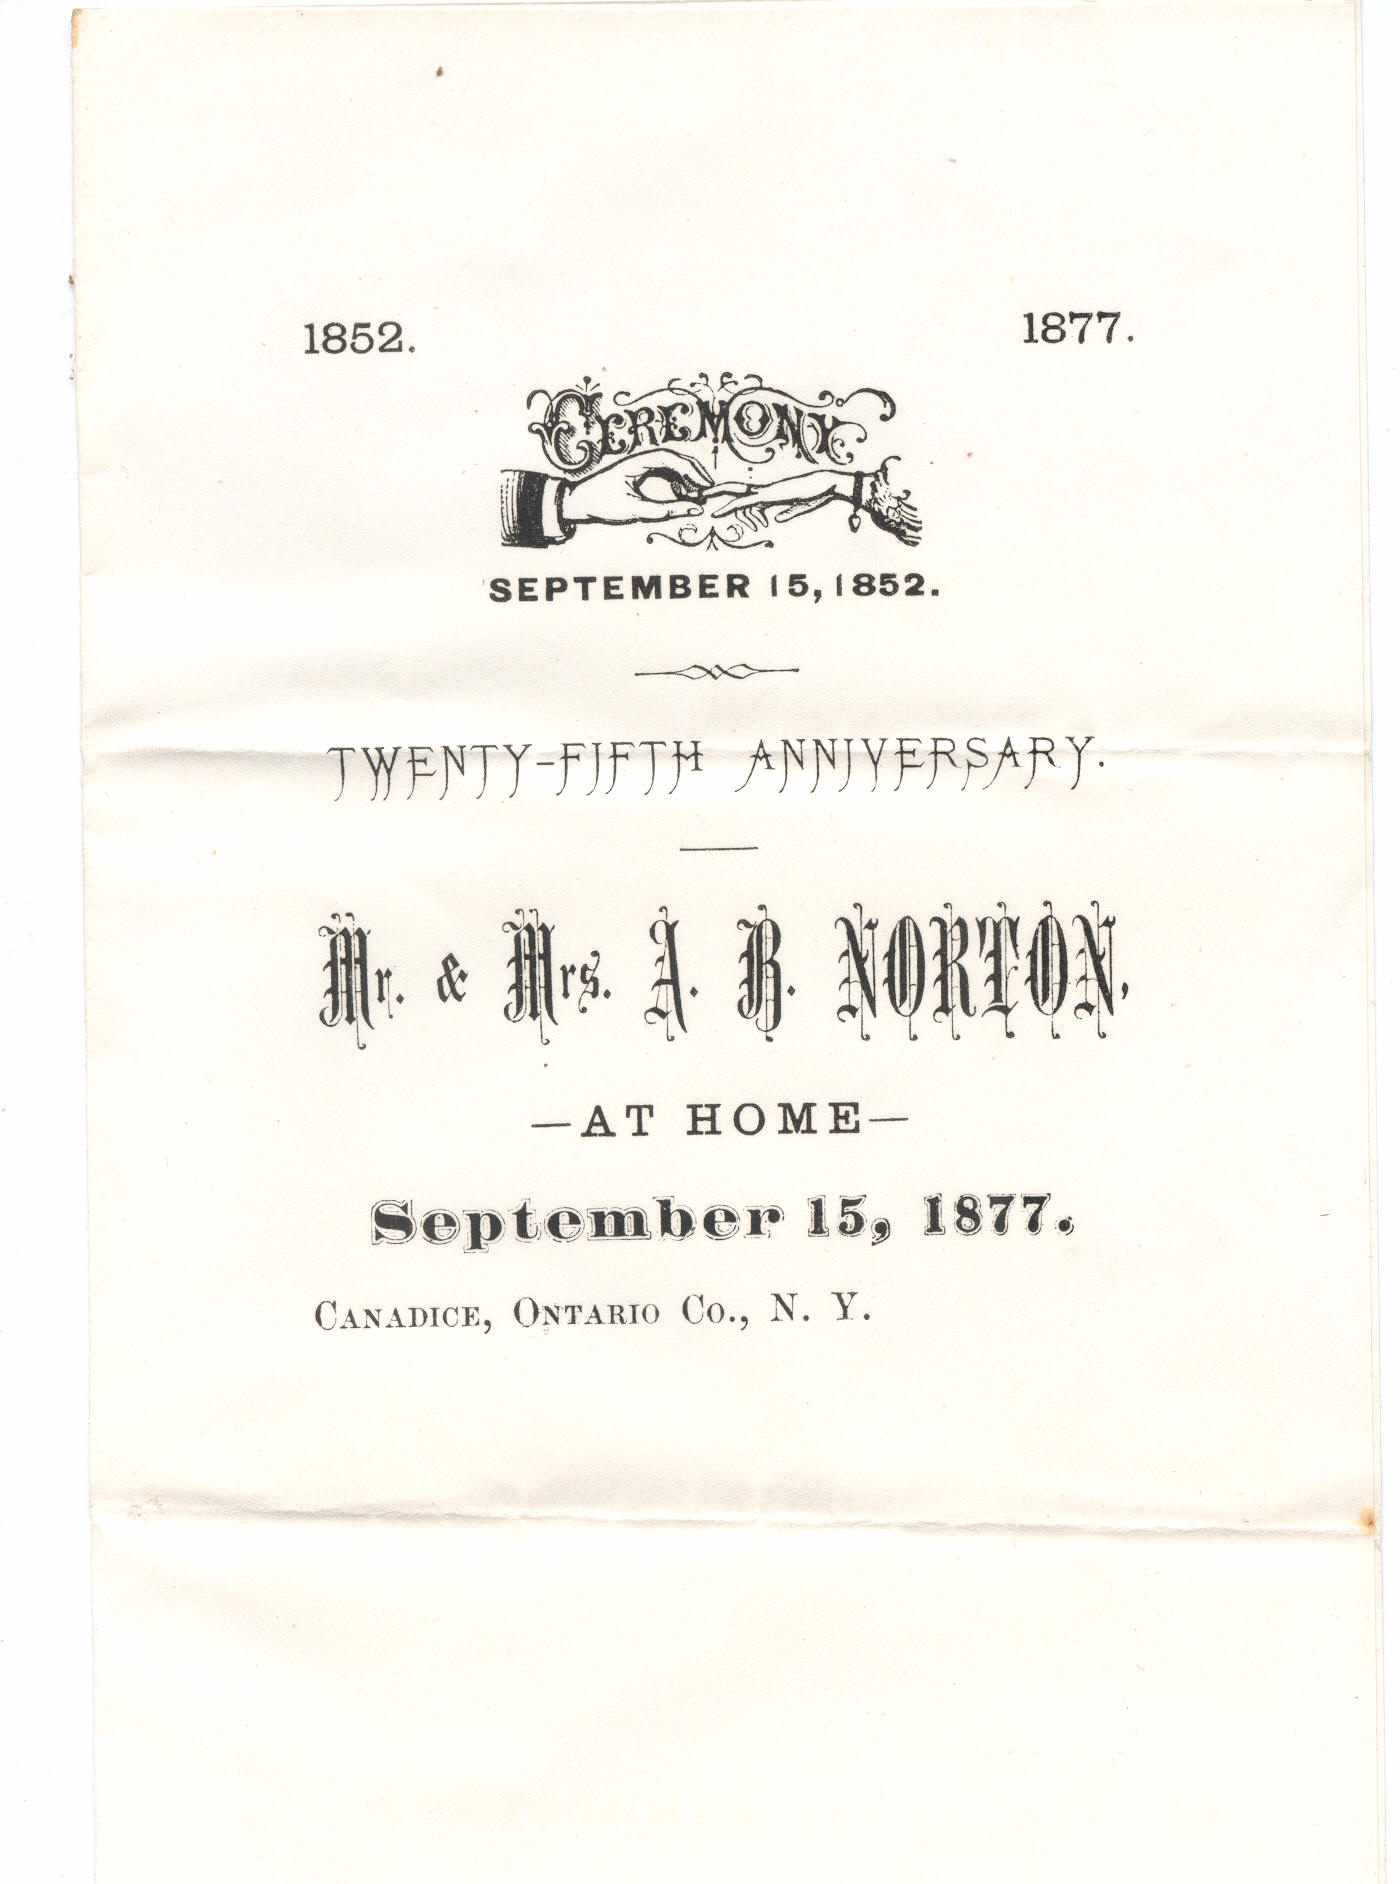 1852. 1877.
CEREMONY
SEPTEMBER 15, 1852.
TWENTY-FIFTH ANNIVERSARY.
Mr. & Mrs. A. B. NORTON,
—AT HOME—
September 15, 1877.
CANADICE, ONTARIO CO., N. Y.